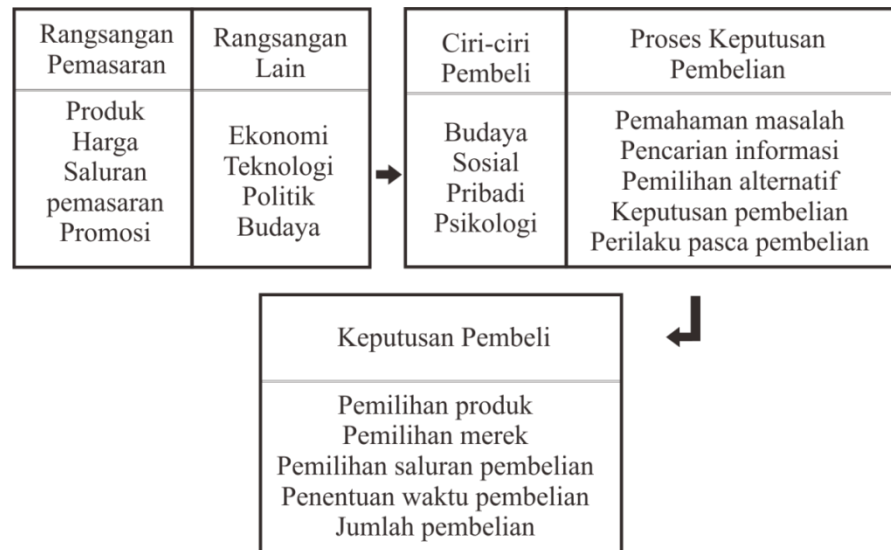 Rangsangan
Pemasaran
Produk
Harga
Saluran
pemasaran
Promosi
Rangsangan
Lain
Ekonomi
Teknologi
Politik
Budaya
Ciri-ciri
Pembeli
Budaya
Sosial
Pribadi
Psikologi
Proses Keputusan
Pembelian
Pemahaman masalah
Pencarian informasi
Pemilihan alternatif
Keputusan pembelian
Perilaku pasca pembelian
Keputusan Pembeli
Pemilihan produk
Pemilihan merek
Pemilihan saluran pembelian
Penentuan waktu pembelian
Jumlah pembelian